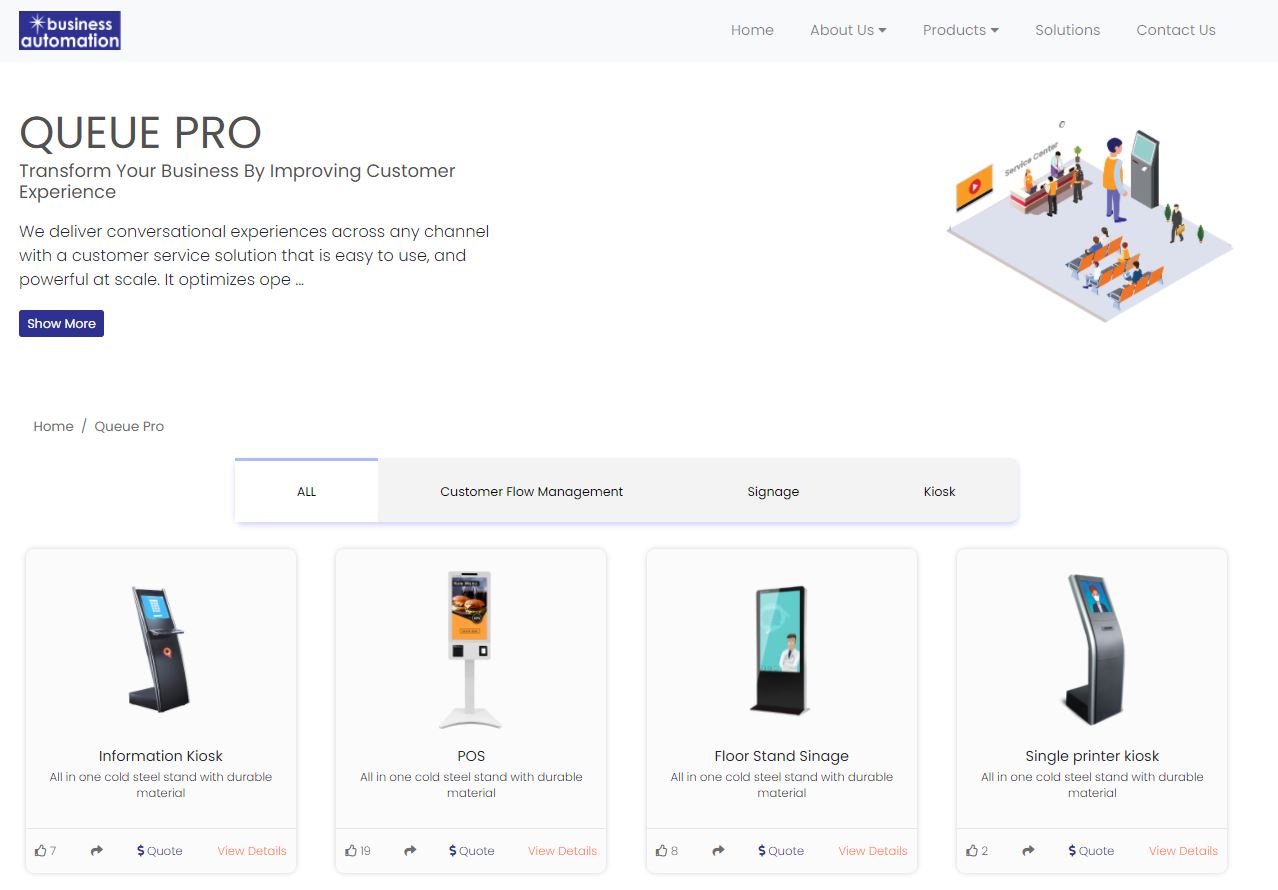 business
automation
Home About Us Products Solutions Contact Us
QUEUE PRO
Transform Your Business By Improving Customer
Experience
We deliver conversational experiences across any channel
with a customer service solution that is easy to use, and
powerful at scale. It optimizes ope ...
Show More
Service Center
Home / Queue Pro
ALL Customer Flow Management Signage Kiosk
New Menu
Information Kiosk
All in one cold steel stand with durable
material
7 Quote View Details
POS
All in one cold steel stand with durable
material
19 $ Quote View Details
Floor Stand Sinage
All in one cold steel stand with durable
material
8 $ Quote View Details
Single printer kiosk
All in one cold steel stand with durable
material
2 $ Quote View Details